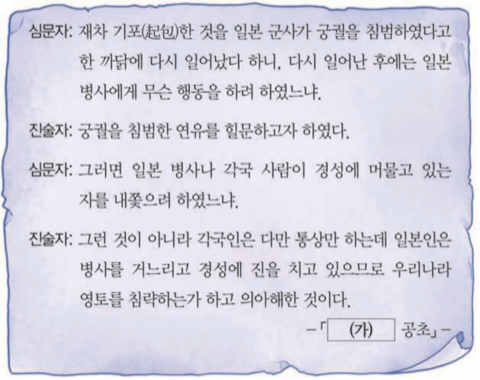 심문자: 재차 기포(起包)한 것을 일본 군사가 궁궐을 침범하였다고
한 까닭에 다시 일어났다 하니, 다시 일어난 후에는 일본
병사에게 무슨 행동을 하려 하였느냐.
진술자: 궁궐을 침범한 연유를 힐문하고자 하였다.
심문자: 그러면 일본 병사나 각국 사람이 경성에 머물고 있는
자를 내쫓으려 하였느냐.
진술자: 그런 것이 아니라 각국인은 다만 통상만 하는데 일본인은
병사를 거느리고 경성에 진을 치고 있으므로 우리나라
영토를 침략하는가 하고 의아해한 것이다.
-「 (가) 공초」-